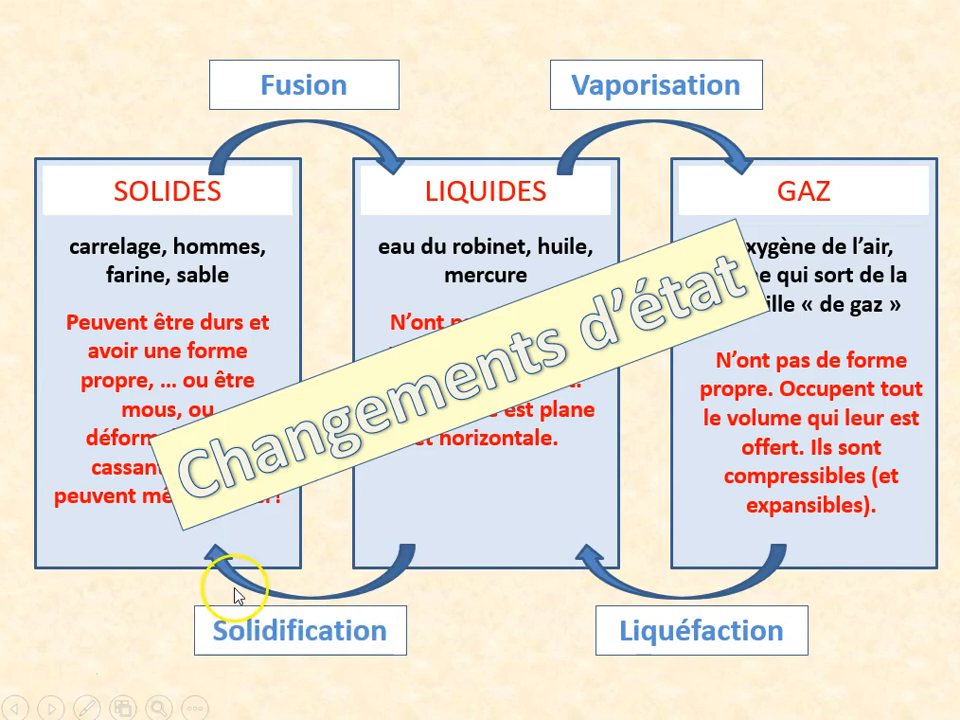 Fusion
Vaporisation
SOLIDES
carrelage, hommes,
farine, sable
Peuvent être durs et
avoir une forme
propre, ... ou être
mous, ou
LIQUIDES
eau du robinet, huile,
mercure
N'ont
est plane
et horizontale.
GAZ
de l'air,
qui sort de la
« de gaz »
N'ont pas de forme
propre. Occupent tout
le volume qui leur est
offert. Ils sont
compressibles (et
expansibles).
Changements d'état
peuvent
Solidification
Liquéfaction